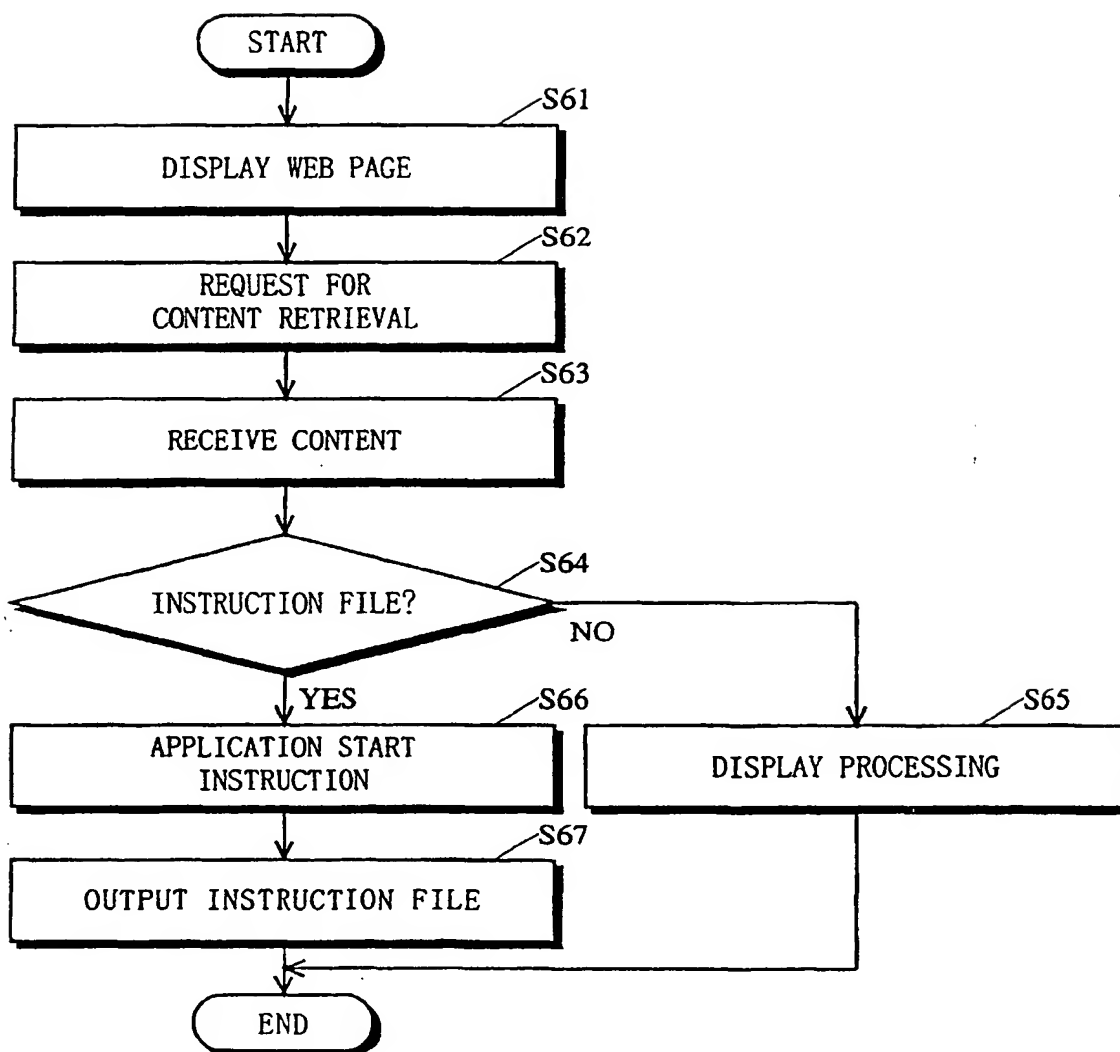 START
S61
DISPLAY WEB PAGE
S62
REQUEST FOR
CONTENT RETRIEVAL
S63
RECEIVE CONTENT
S64
INSTRUCTION FILE?
NO
YES
S66
APPLICATION START
INSTRUCTION
S65
DISPLAY PROCESSING
S67
OUTPUT INSTRUCTION FILE
END